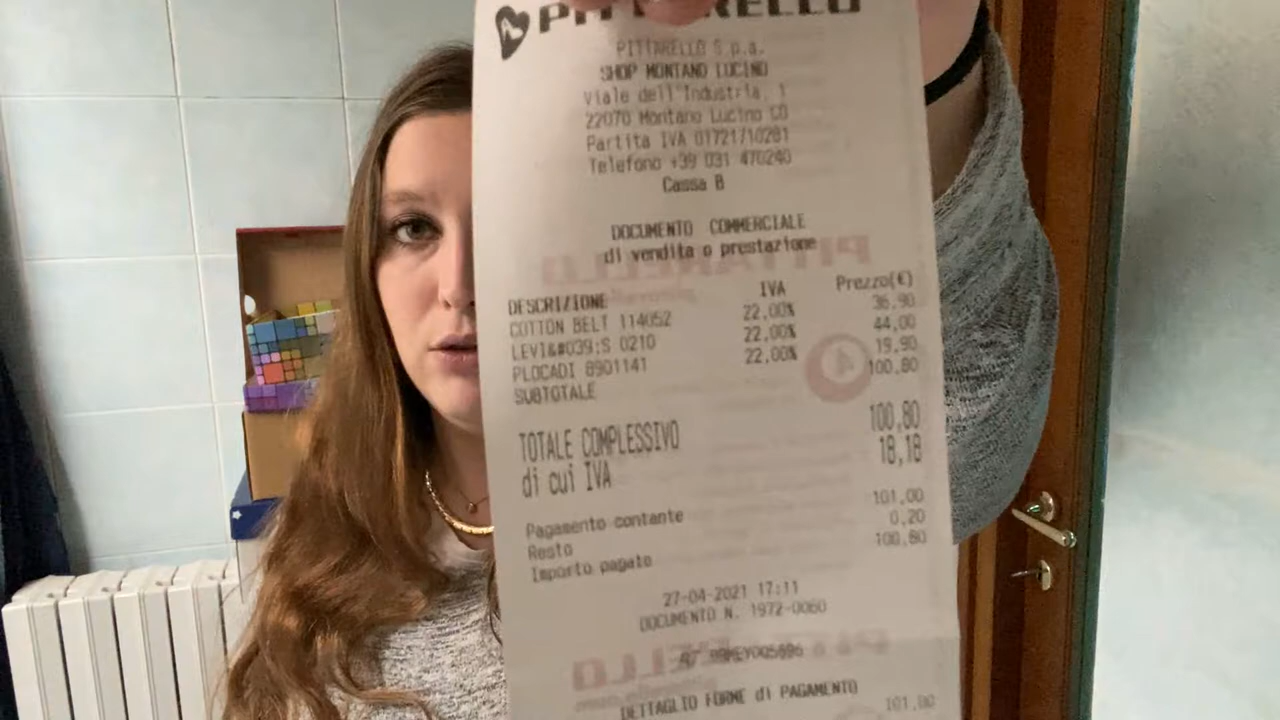 PITTARELLO
PITTARELLO S.p.a.
SHOP MONTANO LUCINO
Viale dell'Industria, 1
22070 Montano Lucino CO
Partita IVA 01721710281
Telefono +39 031 470240
Cassa B
DOCUMENTO COMMERCIALE
di vendita o prestazione
DESCRIZIONE IVA Prezzo(€)
COTTON BELT 114052 22,00% 36,90
LEVI&#039;S 0210 22,00% 44,00
PLOCADI 8901141 22,00% 19,90
SUBTOTALE 100,80
TOTALE COMPLESSIVO 100,80
di cui IVA 18,18
Pagamento contante 101,00
Resto 0,20
Importo pagato 100,80
27-04-2021 17:11
DOCUMENTO N. 1972-0060
DETTAGLIO FORME di PAGAMENTO
101,00